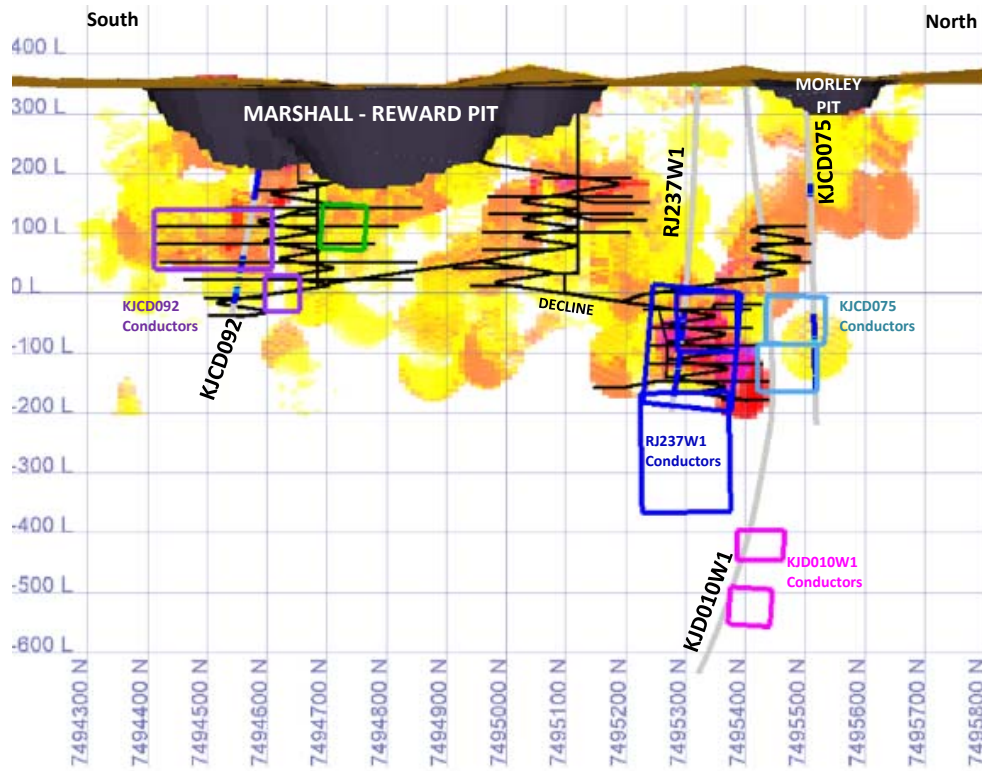 South
North
400 L
300 L
200 L
100 L
0 L
-100 L
-200 L
-300 L
-400 L
-500 L
-600 L
MARSHALL - REWARD PIT
MORLEY
PIT
KJCD075
RJ237W1
KJCD092
Conductors
KJCD092
DECLINE
KJCD075
Conductors
RJ237W1
Conductors
KJD010W1
Conductors
KJD010W1
7494300 N
7494400 N
7494500 N
7494600 N
7494700 N
7494800 N
7494900 N
7495000 N
7495100 N
7495200 N
7495300 N
7495400 N
7495500 N
7495600 N
7495700 N
7495800 N